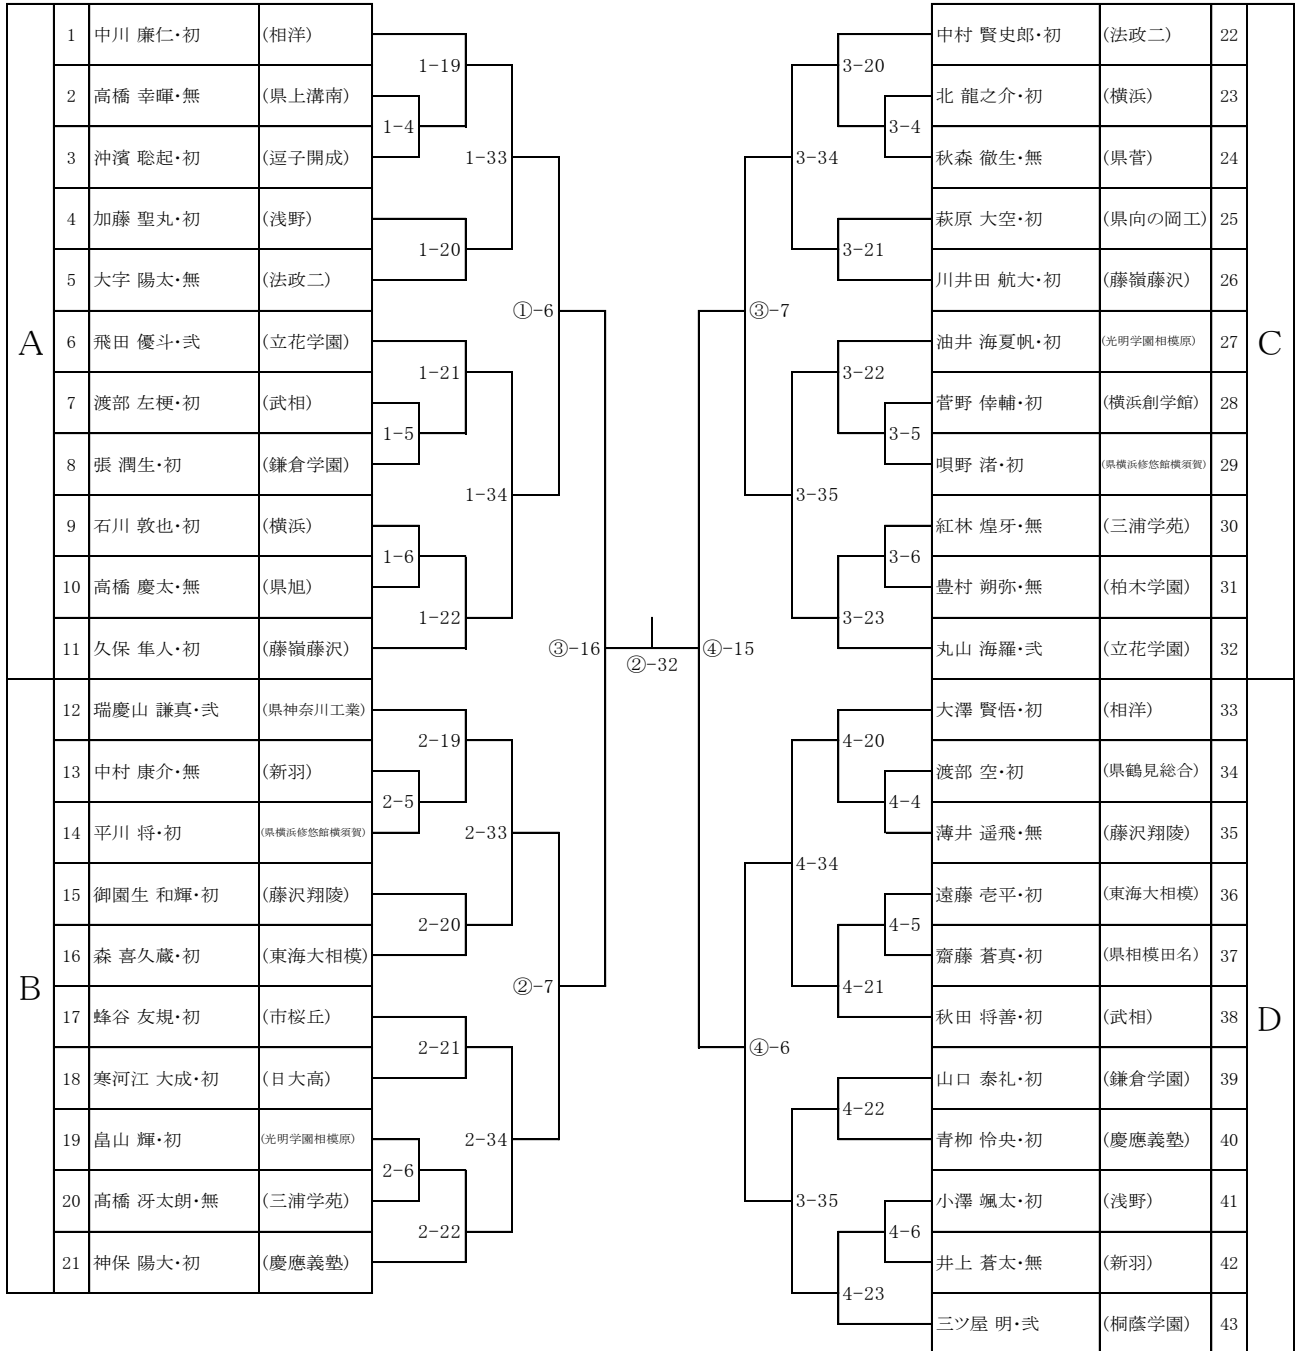 A
1 中川 廉仁・初 (相洋)
2 高橋 幸暉・無 (県上溝南)
3 沖濱 聡起・初 (逗子開成)
4 加藤 聖丸・初 (浅野)
5 大字 陽太・無 (法政二)
6 飛田 優斗・弐 (立花学園)
7 渡部 左梗・初 (武相)
8 張 潤生・初 (鎌倉学園)
9 石川 敦也・初 (横浜)
10 高橋 慶太・無 (県旭)
11 久保 隼人・初 (藤嶺藤沢)
B
12 瑞慶山 謙真・弐 (県神奈川工業)
13 中村 康介・無 (新羽)
14 平川 将・初 (県横浜修悠館横須賀)
15 御園生 和輝・初 (藤沢翔陵)
16 森 喜久蔵・初 (東海大相模)
17 蜂谷 友規・初 (市桜丘)
18 寒河江 大成・初 (日大高)
19 畠山 輝・初 (光明学園相模原)
20 髙橋 冴太朗・無 (三浦学苑)
21 神保 陽大・初 (慶應義塾)
1-19
1-4
1-33
1-20
①-6
1-21
1-5
1-34
1-6
1-22
③-16
2-19
2-5
2-33
2-20
②-7
2-21
2-34
2-6
2-22
②-32
④-15
3-20
3-4
3-34
3-21
③-7
3-22
3-5
3-35
3-6
3-23
4-20
4-4
4-34
4-5
4-21
④-6
4-22
3-35
4-6
4-23
C
中村 賢史郎・初 (法政二) 22
北 龍之介・初 (横浜) 23
秋森 徹生・無 (県菅) 24
萩原 大空・初 (県向の岡工) 25
川井田 航大・初 (藤嶺藤沢) 26
油井 海夏帆・初 (光明学園相模原) 27
菅野 倖輔・初 (横浜創学館) 28
唄野 渚・初 (県横浜修悠館横須賀) 29
紅林 煌牙・無 (三浦学苑) 30
豊村 朔弥・無 (柏木学園) 31
丸山 海羅・弐 (立花学園) 32
D
大澤 賢悟・初 (相洋) 33
渡部 空・初 (県鶴見総合) 34
薄井 遥飛・無 (藤沢翔陵) 35
遠藤 壱平・初 (東海大相模) 36
齋藤 蒼真・初 (県相模田名) 37
秋田 将善・初 (武相) 38
山口 泰礼・初 (鎌倉学園) 39
青栁 怜央・初 (慶應義塾) 40
小澤 颯太・初 (浅野) 41
井上 蒼太・無 (新羽) 42
三ツ屋 明・弐 (桐蔭学園) 43